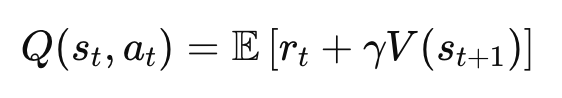 Q(s_t, a_t) = 𝔼 [r_t + γV(s_{t+1})]